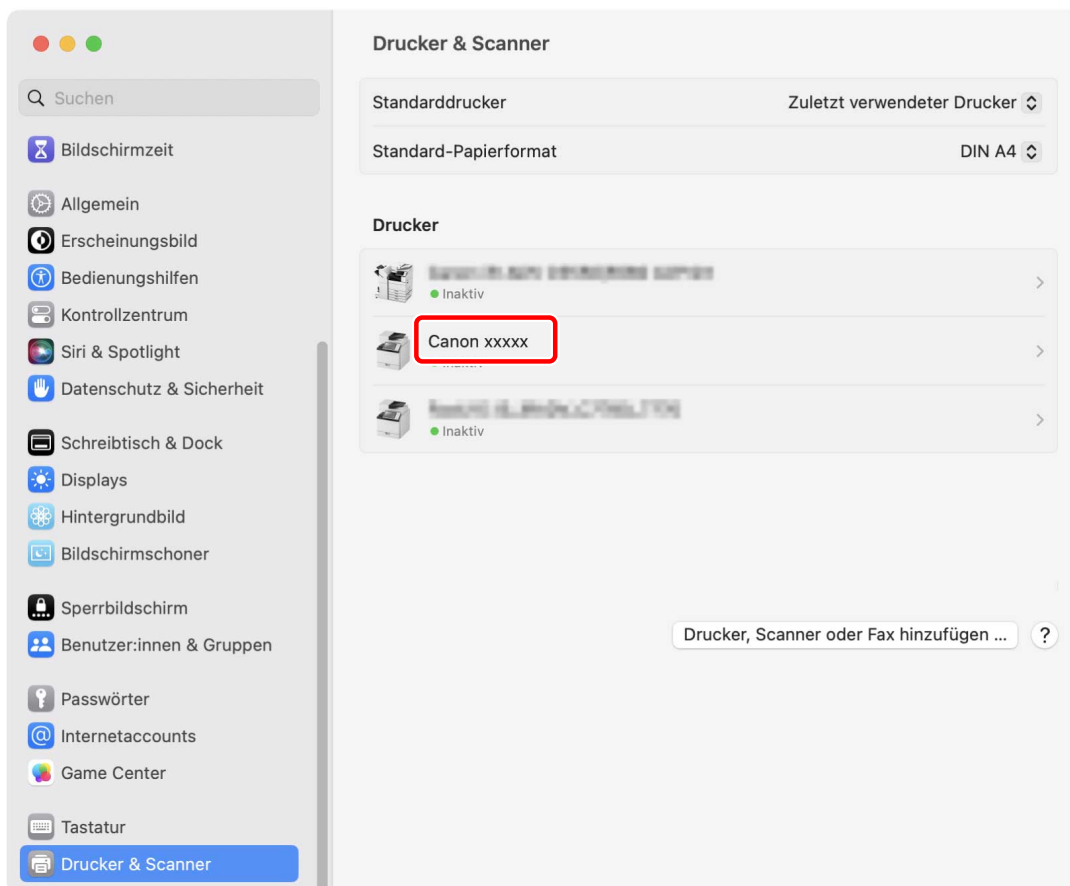 Suchen
Bildschirmzeit
Allgemein
Erscheinungsbild
Bedienungshilfen
Kontrollzentrum
Siri & Spotlight
Datenschutz & Sicherheit
Schreibtisch & Dock
Displays
Hintergrundbild
Bildschirmschoner
Sperrbildschirm
Benutzer:innen & Gruppen
Passwörter
Internetaccounts
Game Center
Tastatur
Drucker & Scanner
Drucker & Scanner
Standarddrucker Zuletzt verwendeter Drucker
Standard-Papierformat DIN A4
Drucker
Inaktiv
Canon xxxxx
Inaktiv
Drucker, Scanner oder Fax hinzufügen ... ?